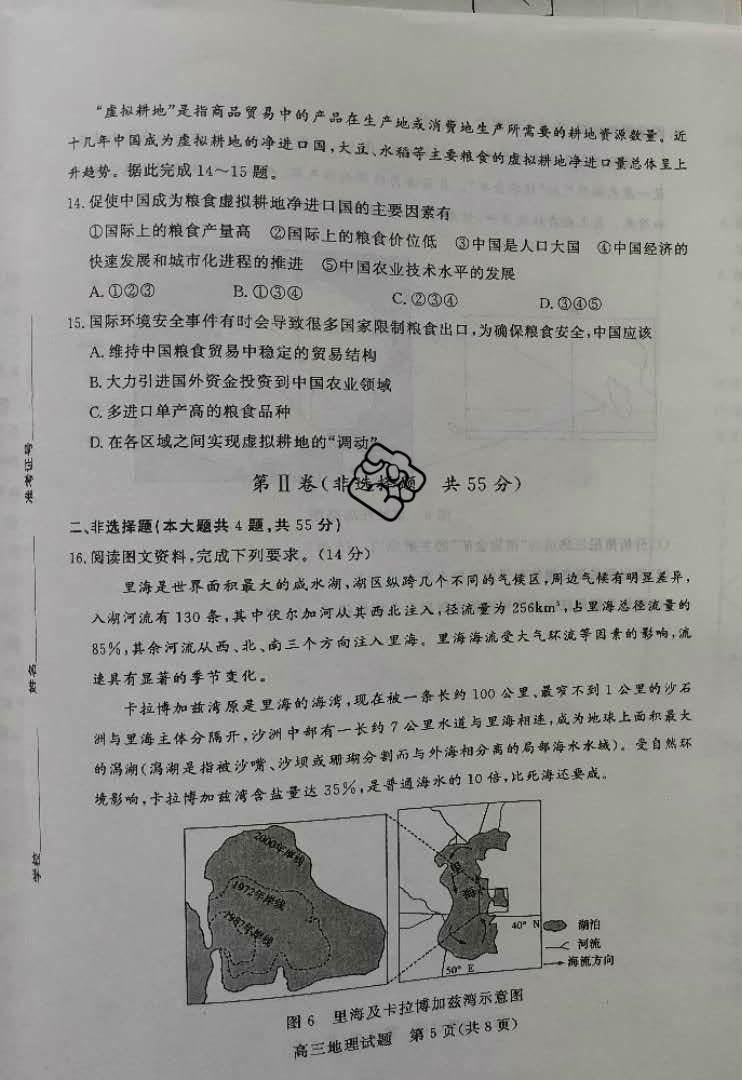 “虚拟耕地”是指商品贸易中的产品在生产地或消费地生产所需要的耕地资源数量。近
十几年中国成为虚拟耕地的净进口国,大豆、水稻等主要粮食的虚拟耕地净进口量总体呈上
升趋势。据此完成14～15题。
14.促使中国成为粮食虚拟耕地净进口国的主要因素有
①国际上的粮食产量高 ②国际上的粮食价位低 ③中国是人口大国 ④中国经济的
快速发展和城市化进程的推进 ⑤中国农业技术水平的发展
A.①②③ B.①③④ C.②③④ D.③④⑤
15.国际环境安全事件有时会导致很多国家限制粮食出口,为确保粮食安全,中国应该
A.维持中国粮食贸易中稳定的贸易结构
B.大力引进国外资金投资到中国农业领域
C.多进口单产高的粮食品种
D.在各区域之间实现虚拟耕地的“调动”
第Ⅱ卷(非选择题 共55分)
二、非选择题(本大题共4题,共55分)
16.阅读图文资料,完成下列要求。(14分)
里海是世界面积最大的咸水湖,湖区纵跨几个不同的气候区,周边气候有明显差异,
入湖河流有130条,其中伏尔加河从其西北注入,径流量为256km³,占里海总径流量的
85%,其余河流从西、北、南三个方向注入里海。里海海流受大气环流等因素的影响,流
速具有显著的季节变化。
卡拉博加兹湾原是里海的海湾,现在被一条长约100公里、最窄不到1公里的沙石
洲与里海主体分隔开,沙洲中部有一长约7公里水道与里海相连,成为地球上面积最大
的潟湖(潟湖是指被沙嘴、沙坝或珊瑚分割而与外海相分离的局部海水水域)。受自然环
境影响,卡拉博加兹湾含盐量达35%,是普通海水的10倍,比死海还要咸。
2000年岸线
1972年岸线
1987年岸线
里
海
40° N
50° E
湖泊
河流
海流方向
图6 里海及卡拉博加兹湾示意图
高三地理试题 第5页(共8页)
准考证号
姓名
学校